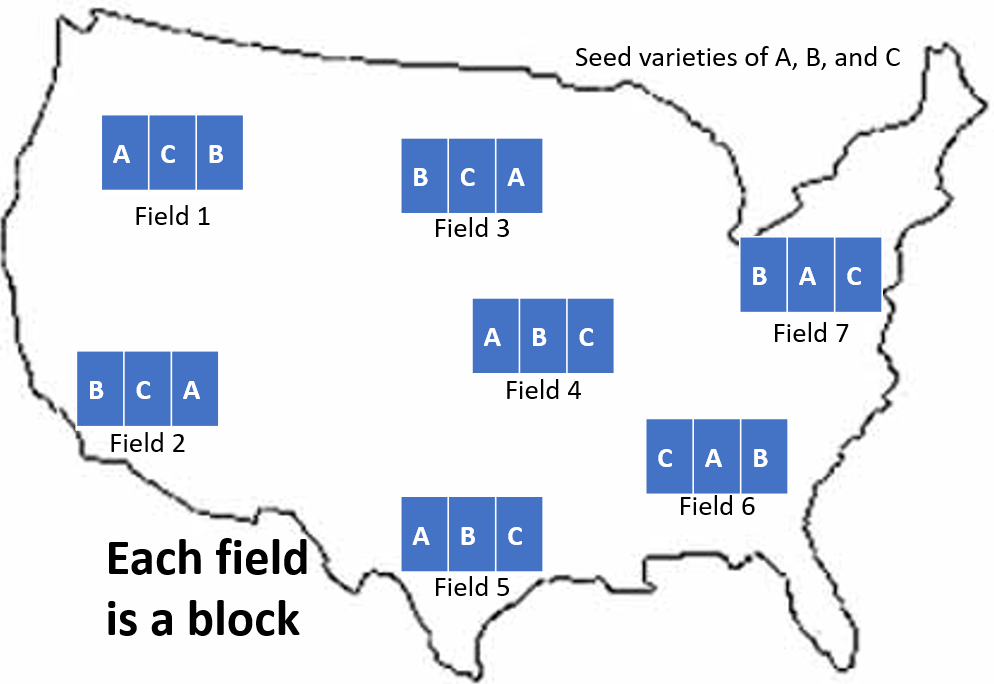 Seed varieties of A, B, and C
A C B
Field 1
B C A
Field 3
B A C
Field 7
A B C
Field 4
B C A
Field 2
C A B
Field 6
A B C
Field 5
Each field
is a block